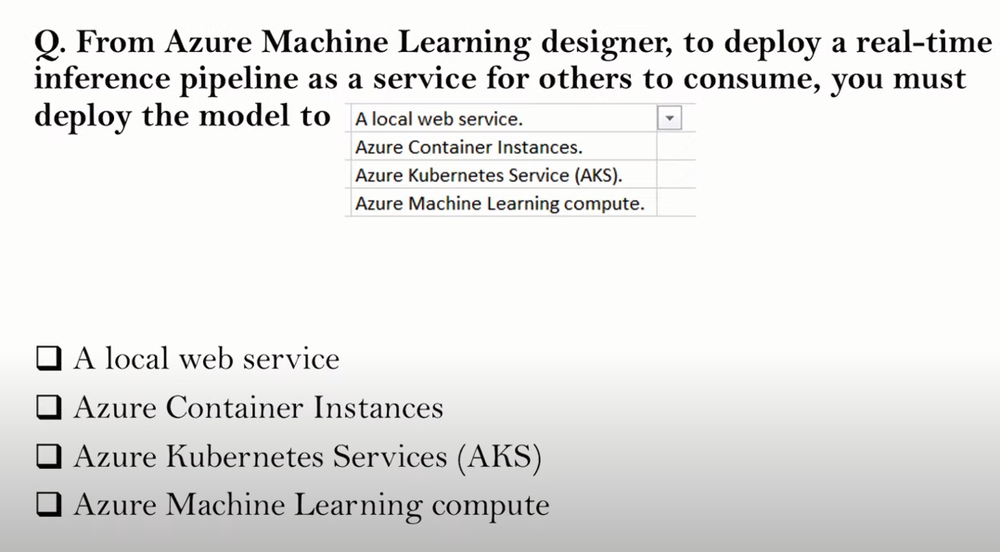 Q. From Azure Machine Learning designer, to deploy a real-time
inference pipeline as a service for others to consume, you must
deploy the model to
A local web service.
Azure Container Instances.
Azure Kubernetes Service (AKS).
Azure Machine Learning compute.
❑ A local web service
❑ Azure Container Instances
❑ Azure Kubernetes Services (AKS)
❑ Azure Machine Learning compute